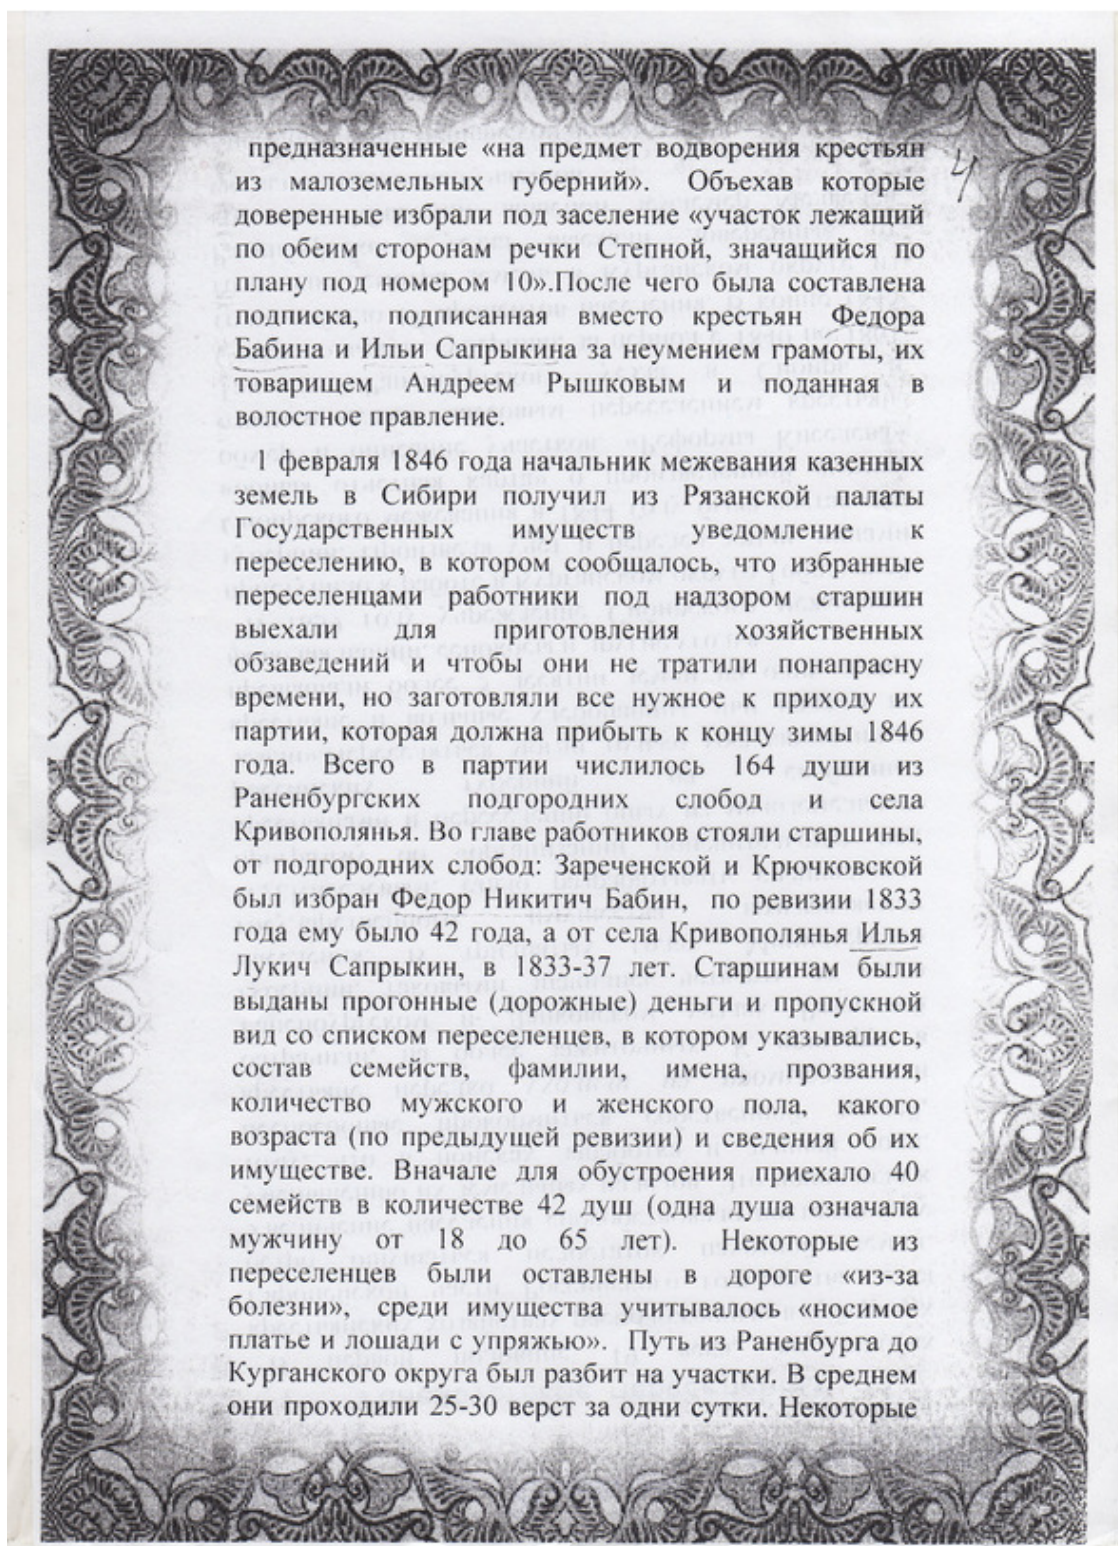 предназначенные «на предмет водворения крестьян
4
из малоземельных губерний». Объехав которые
доверенные избрали под заселение «участок лежащий
по обеим сторонам речки Степной, значащийся по
плану под номером 10».После чего была составлена
подписка, подписанная вместо крестьян Федора
Бабина и Ильи Сапрыкина за неумением грамоты, их
товарищем Андреем Рышковым и поданная в
волостное правление.
1 февраля 1846 года начальник межевания казенных
земель в Сибири получил из Рязанской палаты
Государственных имуществ уведомление к
переселению, в котором сообщалось, что избранные
переселенцами работники под надзором старшин
выехали для приготовления хозяйственных
обзаведений и чтобы они не тратили понапрасну
времени, но заготовляли все нужное к приходу их
партии, которая должна прибыть к концу зимы 1846
года. Всего в партии числилось 164 души из
Раненбургских подгородних слобод и села
Кривополянья. Во главе работников стояли старшины,
от подгородних слобод: Зареченской и Крючковской
был избран Федор Никитич Бабин, по ревизии 1833
года ему было 42 года, а от села Кривополянья Илья
Лукич Сапрыкин, в 1833-37 лет. Старшинам были
выданы прогонные (дорожные) деньги и пропускной
вид со списком переселенцев, в котором указывались,
состав семейств, фамилии, имена, прозвания,
количество мужского и женского пола, какого
возраста (по предыдущей ревизии) и сведения об их
имуществе. Вначале для обустроения приехало 40
семейств в количестве 42 душ (одна душа означала
мужчину от 18 до 65 лет). Некоторые из
переселенцев были оставлены в дороге «из-за
болезни», среди имущества учитывалось «носимое
платье и лошади с упряжью». Путь из Раненбурга до
Курганского округа был разбит на участки. В среднем
они проходили 25-30 верст за одни сутки. Некоторые